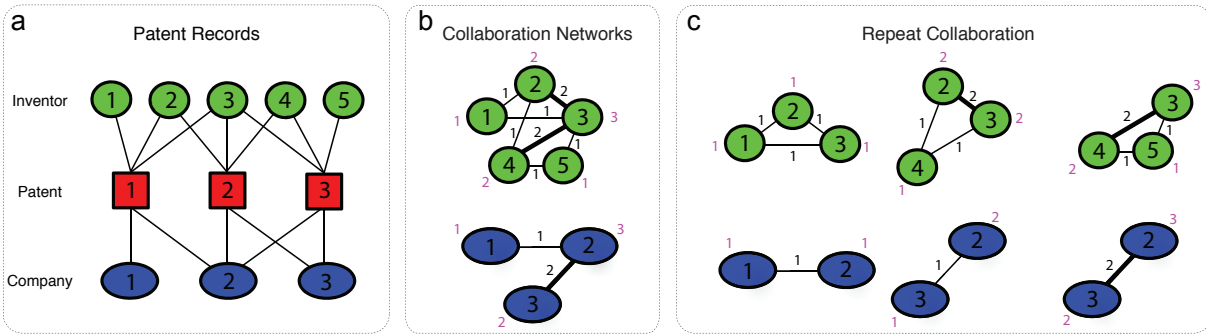 a
Patent Records
Inventor
1 2 3 4 5
Patent
1 2 3
Company
1 2 3
b
Collaboration Networks
2
2
1 2
1 1 3
1 1 3
1 2
1
4 1 5
2 1
1 3
1 1 2
2
3
2
c
Repeat Collaboration
1
2
1 1
1 1 3 1
1
2
2
2
1 3 2
1
4
1
3 3
2
1
4 1 5
2 1
1 1
1 1 2
2
2
1
3
1
3
2
2
3
2